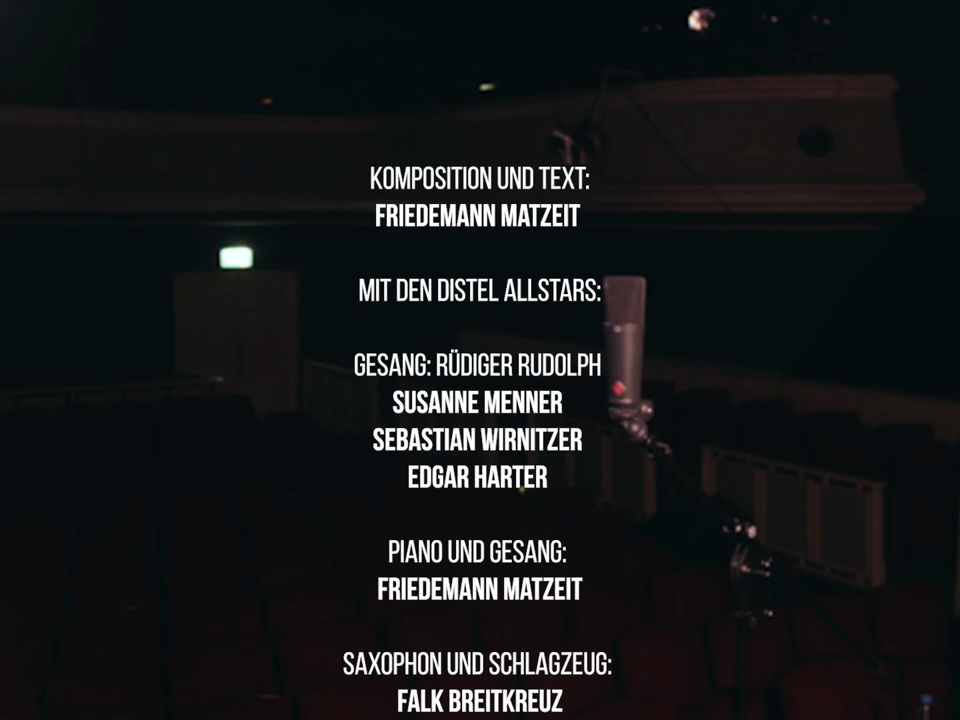 KOMPOSITION UND TEXT:
FRIEDEMANN MATZEIT
MIT DEN DISTEL ALLSTARS:
GESANG: RÜDIGER RUDOLPH
SUSANNE MENNER
SEBASTIAN WIRNITZER
EDGAR HARTER
PIANO UND GESANG:
FRIEDEMANN MATZEIT
SAXOPHON UND SCHLAGZEUG:
FALK BREITKREUZ